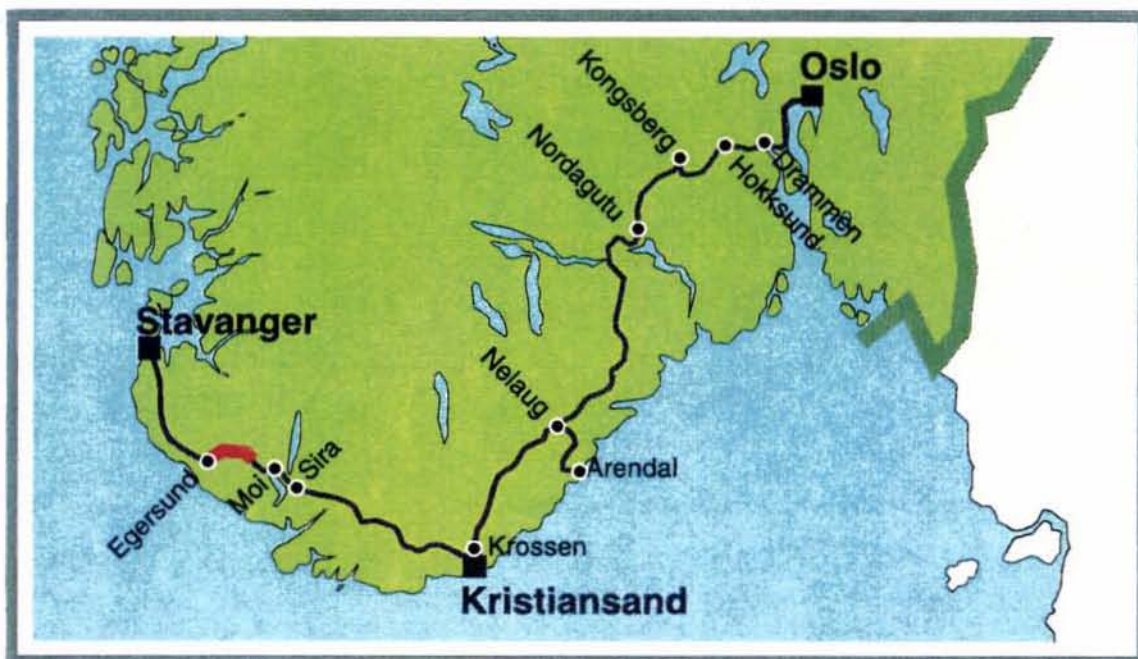 Oslo
Kongsberg
Drammen
Hokksund
Nordagutu
Stavanger
Nelaug
Arendal
Sira
Moi
Egersund
Krossen
Kristiansand